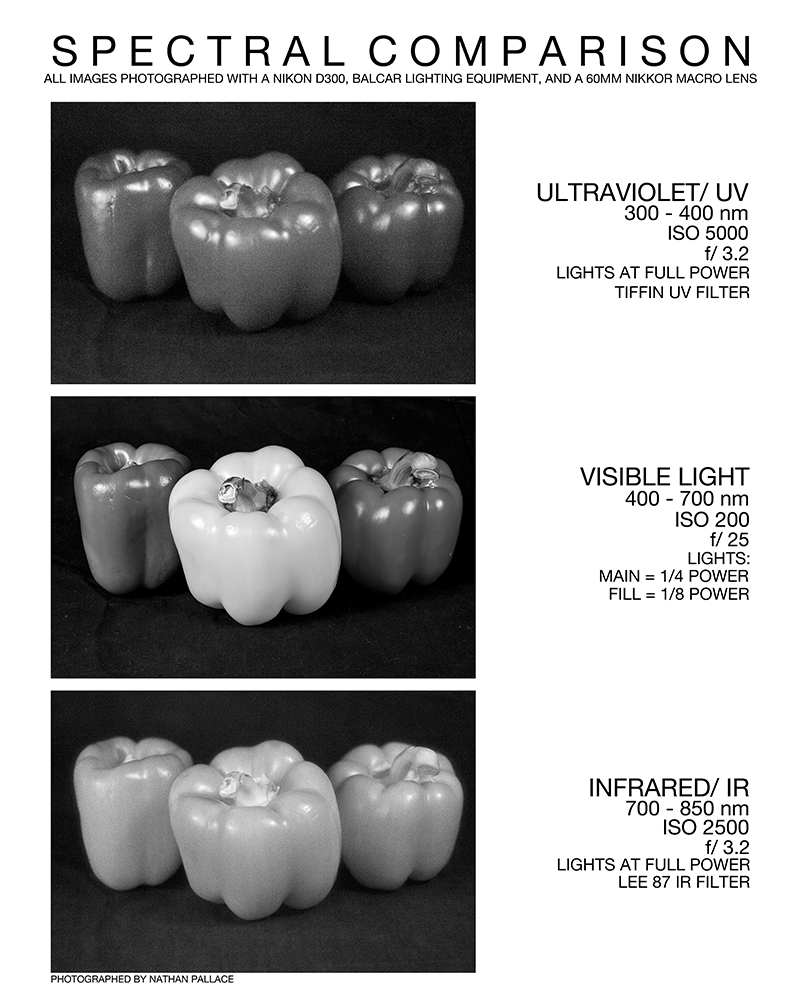 SPECTRAL COMPARISON
ALL IMAGES PHOTOGRAPHED WITH A NIKON D300, BALCAR LIGHTING EQUIPMENT, AND A 60MM NIKKOR MACRO LENS
ULTRAVIOLET/ UV
300 - 400 nm
ISO 5000
f/ 3.2
LIGHTS AT FULL POWER
TIFFIN UV FILTER
VISIBLE LIGHT
400 - 700 nm
ISO 200
f/ 25
LIGHTS:
MAIN = 1/4 POWER
FILL = 1/8 POWER
INFRARED/ IR
700 - 850 nm
ISO 2500
f/ 3.2
LIGHTS AT FULL POWER
LEE 87 IR FILTER
PHOTOGRAPHED BY NATHAN PALLACE